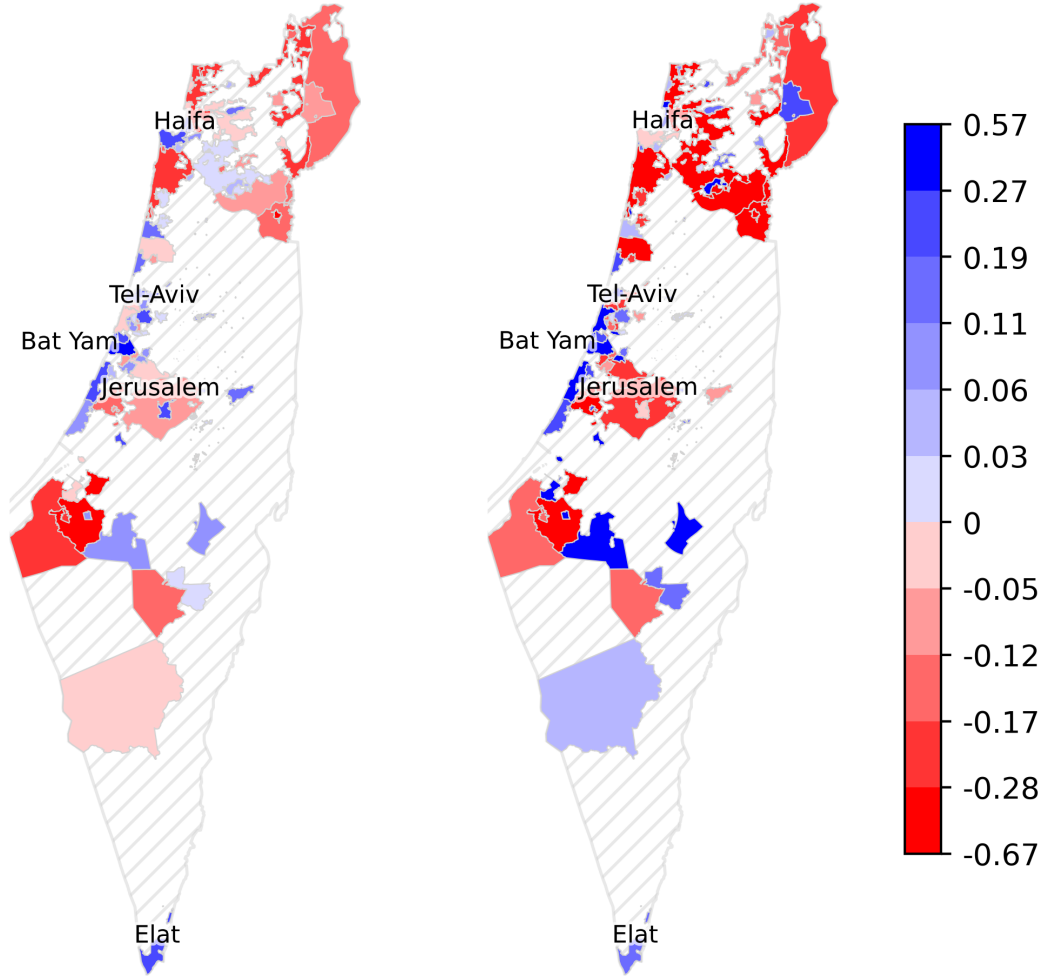 Haifa
Tel-Aviv
Bat Yam
Jerusalem
Elat
Haifa
Tel-Aviv
Bat Yam
Jerusalem
Elat
0.57
0.27
0.19
0.11
0.06
0.03
0
-0.05
-0.12
-0.17
-0.28
-0.67